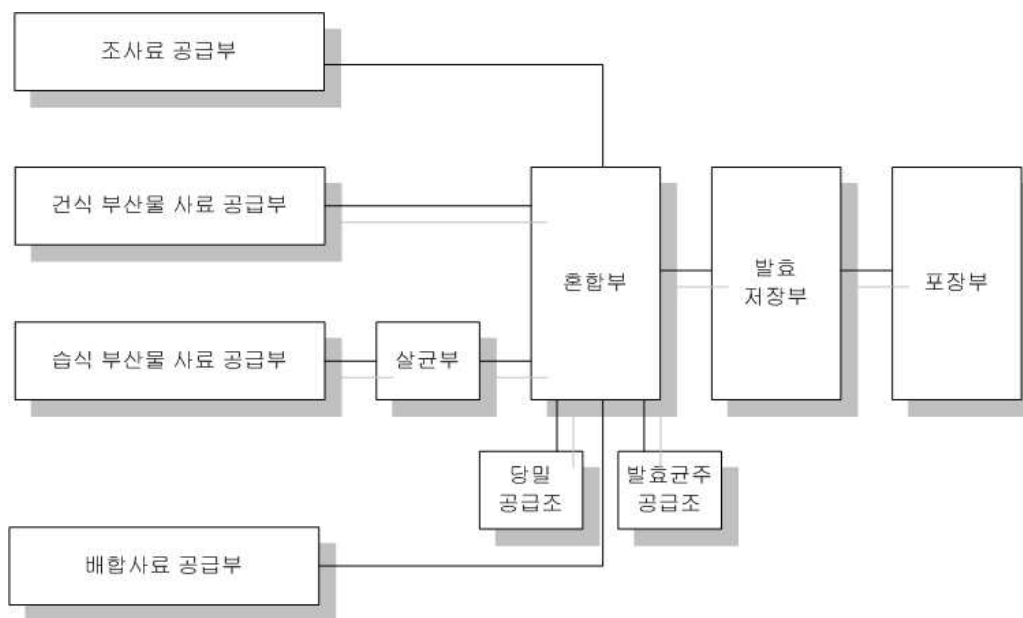 조사료 공급부
건식 부산물 사료 공급부
혼합부
발효
저장부
포장부
습식 부산물 사료 공급부
살균부
당밀
공급조
발효균주
공급조
배합사료 공급부